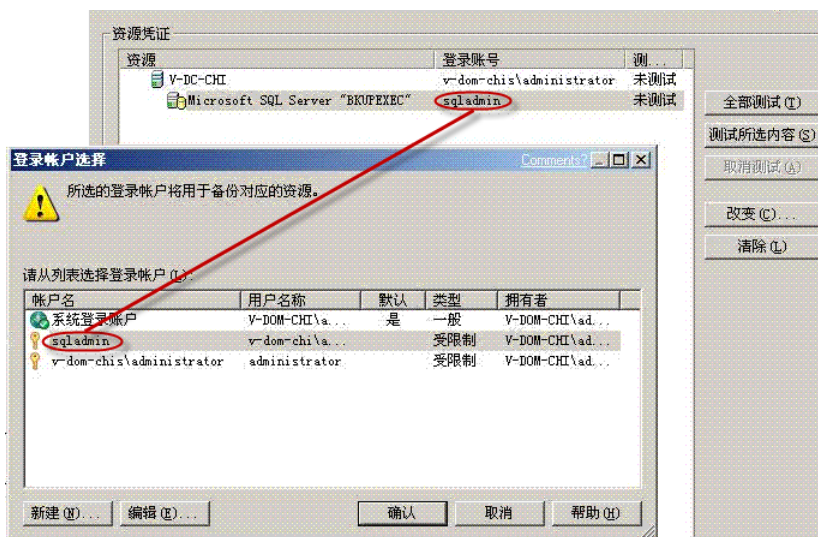 资源凭证
资源 登录账号 测...
V-DC-CHI v-dom-chis\administrator 未测试
Microsoft SQL Server "BKUPEXEC" sqladmin 未测试
全部测试(T)
测试所选内容(S)
取消测试(A)
改变(C)...
清除(L)
登录帐户选择 Comments?
所选的登录帐户将用于备份对应的资源。
请从列表选择登录帐户(L):
帐户名 用户名称 默认 类型 拥有者
系统登录账户 V-DOM-CHI\a... 是 一般 V-DOM-CHI\ad...
sqladmin v-dom-chi\a... 受限制 V-DOM-CHI\ad...
v-dom-chis\administrator administrator 受限制 V-DOM-CHI\ad...
新建(N)... 编辑(E)... 确认 取消 帮助(H)